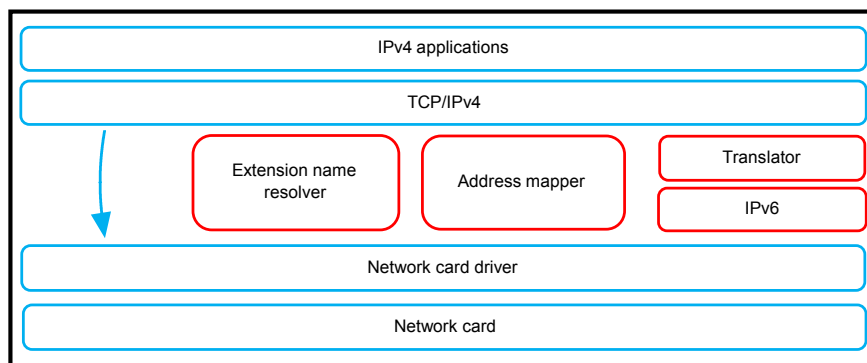 IPv4 applications
TCP/IPv4
Extension name
resolver
Address mapper
Translator
IPv6
Network card driver
Network card